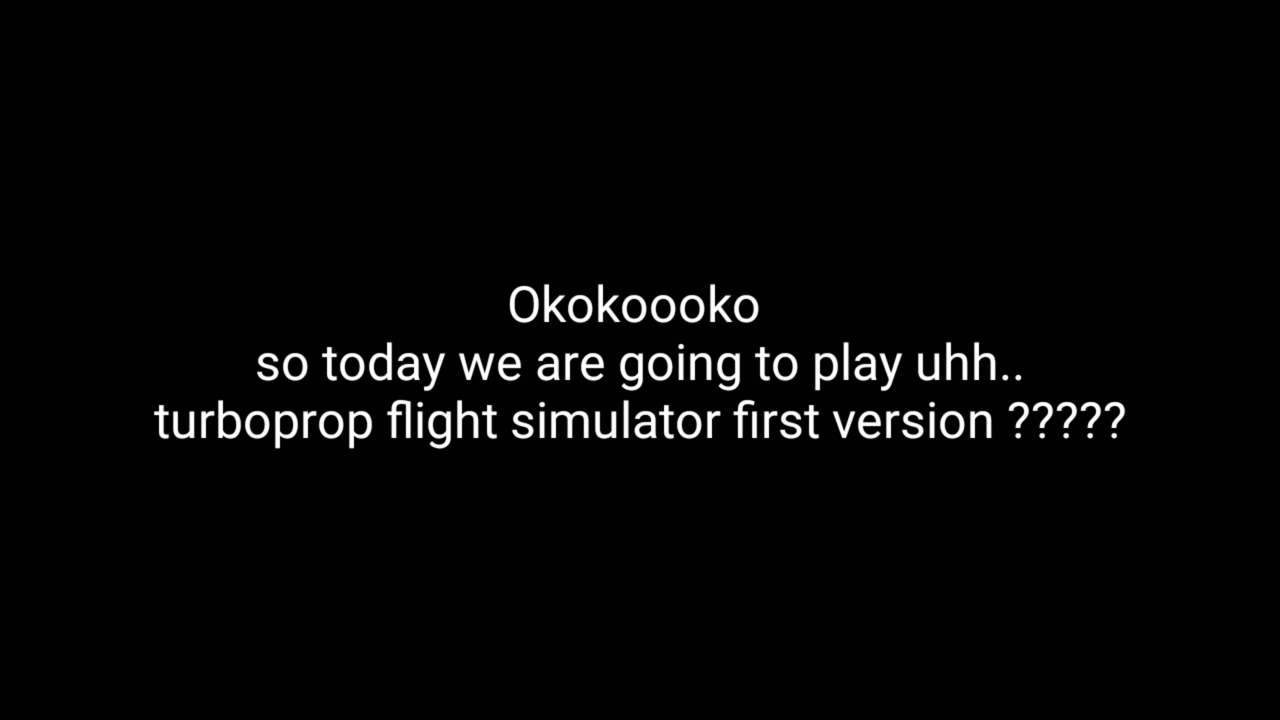 Okokoooko
so today we are going to play uhh..
turboprop flight simulator first version ?????